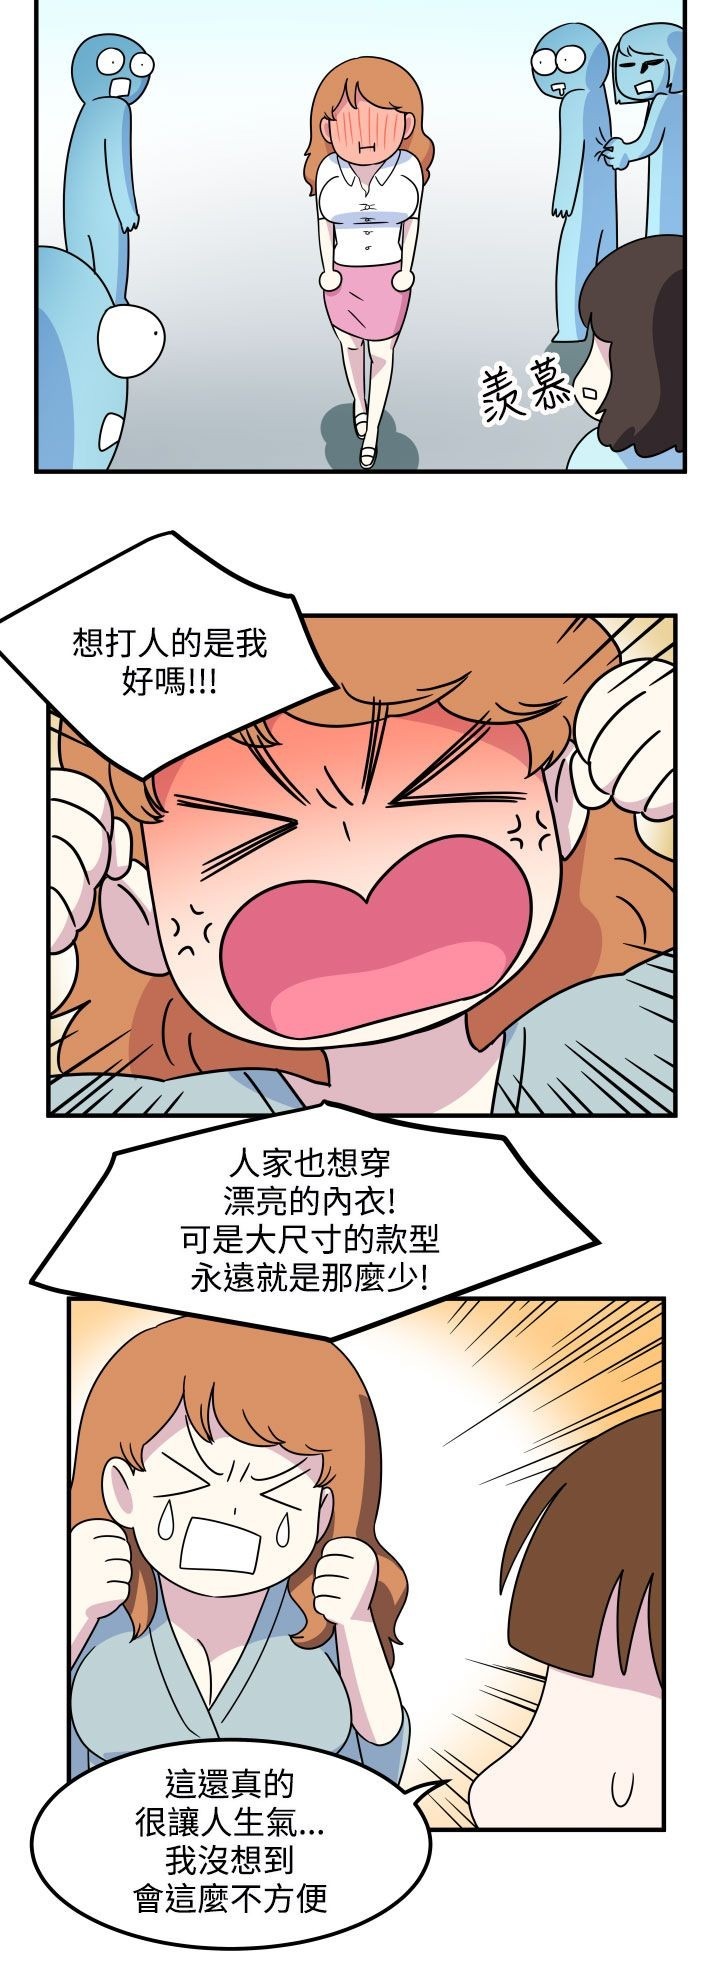 羨慕
想打人的是我
好嗎!!!
人家也想穿
漂亮的內衣!
可是大尺寸的款型
永遠就是那麼少!
這還真的
很讓人生氣...
我沒想到
會這麼不方便